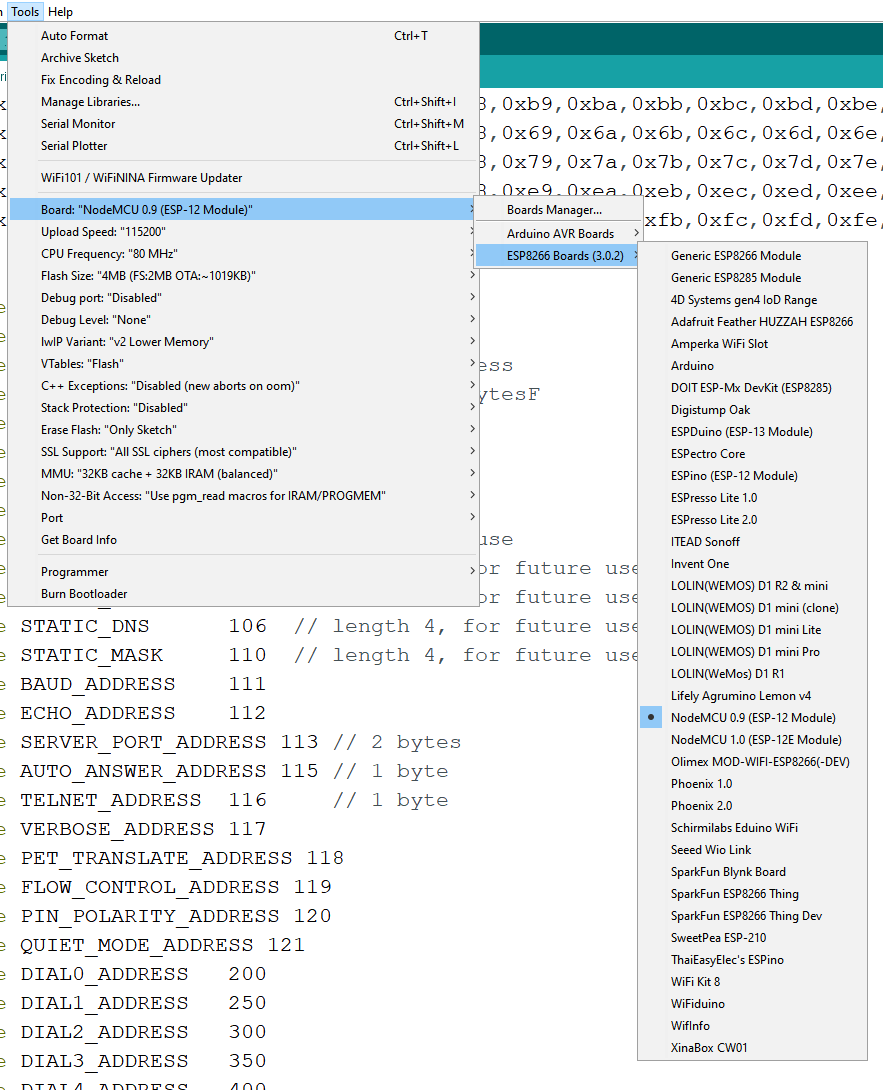 Tools Help
Auto Format Ctrl+T
Archive Sketch
Fix Encoding & Reload
Manage Libraries... Ctrl+Shift+I
Serial Monitor Ctrl+Shift+M
Serial Plotter Ctrl+Shift+L
WiFi101 / WiFiNINA Firmware Updater
Board: "NodeMCU 0.9 (ESP-12 Module)"
Upload Speed: "115200"
CPU Frequency: "80 MHz"
Flash Size: "4MB (FS:2MB OTA:~1019KB)"
Debug port: "Disabled"
Debug Level: "None"
lwIP Variant: "v2 Lower Memory"
VTables: "Flash"
C++ Exceptions: "Disabled (new aborts on oom)"
Stack Protection: "Disabled"
Erase Flash: "Only Sketch"
SSL Support: "All SSL ciphers (most compatible)"
MMU: "32KB cache + 32KB IRAM (balanced)"
Non-32-Bit Access: "Use pgm_read macros for IRAM/PROGMEM"
Port
Get Board Info
Programmer
Burn Bootloader
Boards Manager...
Arduino AVR Boards
ESP8266 Boards (3.0.2)
Generic ESP8266 Module
Generic ESP8285 Module
4D Systems gen4 IoD Range
Adafruit Feather HUZZAH ESP8266
Amperka WiFi Slot
Arduino
DOIT ESP-Mx DevKit (ESP8285)
Digistump Oak
ESPDuino (ESP-13 Module)
ESPectro Core
ESPino (ESP-12 Module)
ESPresso Lite 1.0
ESPresso Lite 2.0
ITEAD Sonoff
Invent One
LOLIN(WEMOS) D1 R2 & mini
LOLIN(WEMOS) D1 mini (clone)
LOLIN(WEMOS) D1 mini Lite
LOLIN(WEMOS) D1 mini Pro
LOLIN(WeMos) D1 R1
Lifely Agrumino Lemon v4
NodeMCU 0.9 (ESP-12 Module)
NodeMCU 1.0 (ESP-12E Module)
Olimex MOD-WIFI-ESP8266(-DEV)
Phoenix 1.0
Phoenix 2.0
Schirmilabs Eduino WiFi
Seeed Wio Link
SparkFun Blynk Board
SparkFun ESP8266 Thing
SparkFun ESP8266 Thing Dev
SweetPea ESP-210
ThaiEasyElec's ESPino
WiFi Kit 8
WiFiduino
WifInfo
XinaBox CW01
8,0xb9,0xba,0xbb,0xbc,0xbd,0xbe,
8,0x69,0x6a,0x6b,0x6c,0x6d,0x6e,
8,0x79,0x7a,0x7b,0x7c,0x7d,0x7e,
8,0xe9,0xea,0xeb,0xec,0xed,0xee,
xfb,0xfc,0xfd,0xfe,
ess
ytesF
use
or future use
or future use
e STATIC_DNS 106 // length 4, for future use
e STATIC_MASK 110 // length 4, for future use
e BAUD_ADDRESS 111
e ECHO_ADDRESS 112
e SERVER_PORT_ADDRESS 113 // 2 bytes
e AUTO_ANSWER_ADDRESS 115 // 1 byte
e TELNET_ADDRESS 116 // 1 byte
e VERBOSE_ADDRESS 117
e PET_TRANSLATE_ADDRESS 118
e FLOW_CONTROL_ADDRESS 119
e PIN_POLARITY_ADDRESS 120
e QUIET_MODE_ADDRESS 121
e DIAL0_ADDRESS 200
e DIAL1_ADDRESS 250
e DIAL2_ADDRESS 300
e DIAL3_ADDRESS 350
e DIAL4_ADDRESS 400